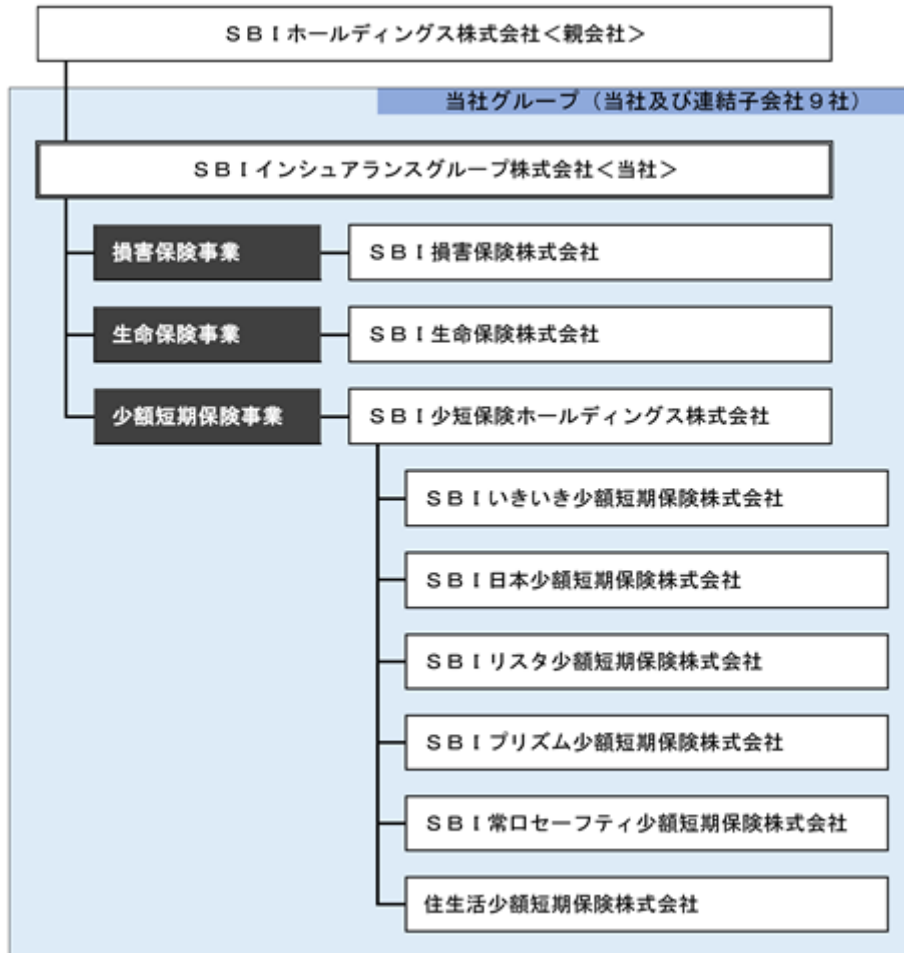 ＳＢＩホールディングス株式会社＜親会社＞
当社グループ（当社及び連結子会社９社）
ＳＢＩインシュアランスグループ株式会社＜当社＞
損害保険事業
ＳＢＩ損害保険株式会社
生命保険事業
ＳＢＩ生命保険株式会社
少額短期保険事業
ＳＢＩ少短保険ホールディングス株式会社
ＳＢＩいきいき少額短期保険株式会社
ＳＢＩ日本少額短期保険株式会社
ＳＢＩリスタ少額短期保険株式会社
ＳＢＩプリズム少額短期保険株式会社
ＳＢＩ常口セーフティ少額短期保険株式会社
住生活少額短期保険株式会社